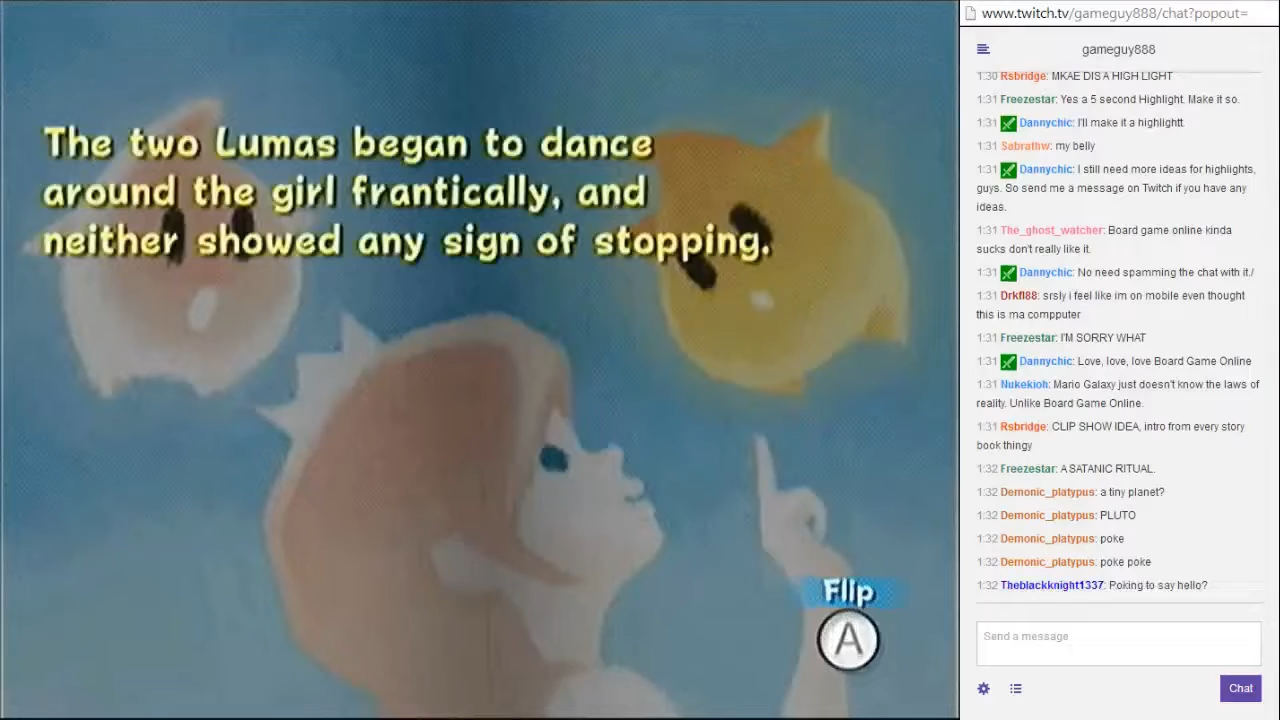 The two Lumas began to dance
around the girl frantically, and
neither showed any sign of stopping.
Flip
A
www.twitch.tv/gameguy888/chat?popout=
gameguy888
1:30 Rsbridge: MKAE DIS A HIGH LIGHT
1:31 Freezestar: Yes a 5 second Highlight. Make it so.
1:31 Dannychic: I'll make it a highlightt.
1:31 Sabrathw: my belly
1:31 Dannychic: I still need more ideas for highlights,
guys. So send me a message on Twitch if you have any
ideas.
1:31 The_ghost_watcher: Board game online kinda
sucks don't really like it.
1:31 Dannychic: No need spamming the chat with it./
1:31 Drkfl88: srsly i feel like im on mobile even thought
this is ma compputer
1:31 Freezestar: I'M SORRY WHAT
1:31 Dannychic: Love, love, love Board Game Online
1:31 Nukekioh: Mario Galaxy just doesn't know the laws of
reality. Unlike Board Game Online.
1:31 Rsbridge: CLIP SHOW IDEA, intro from every story
book thingy
1:32 Freezestar: A SATANIC RITUAL.
1:32 Demonic_platypus: a tiny planet?
1:32 Demonic_platypus: PLUTO
1:32 Demonic_platypus: poke
1:32 Demonic_platypus: poke poke
1:32 Theblackknight1337: Poking to say hello?
Send a message
Chat